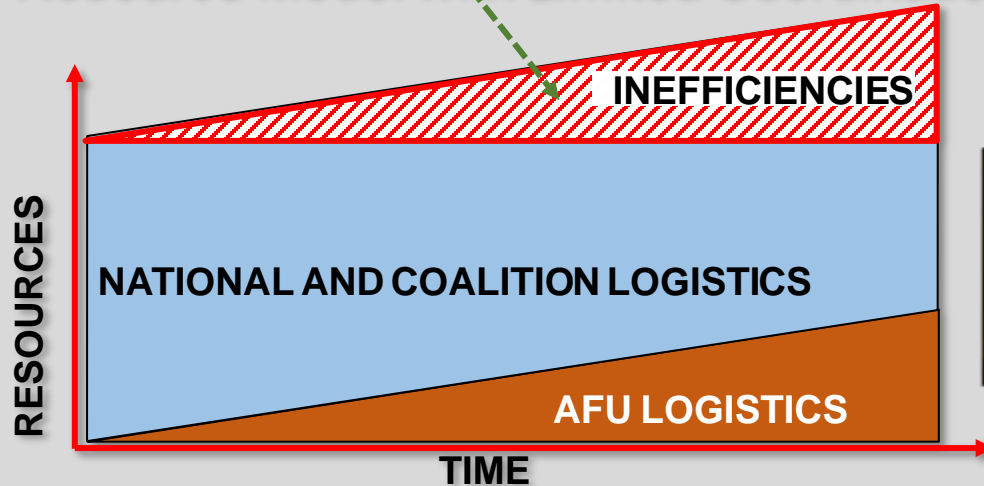 INEFFICIENCIES
RESOURCES
NATIONAL AND COALITION LOGISTICS
AFU LOGISTICS
TIME